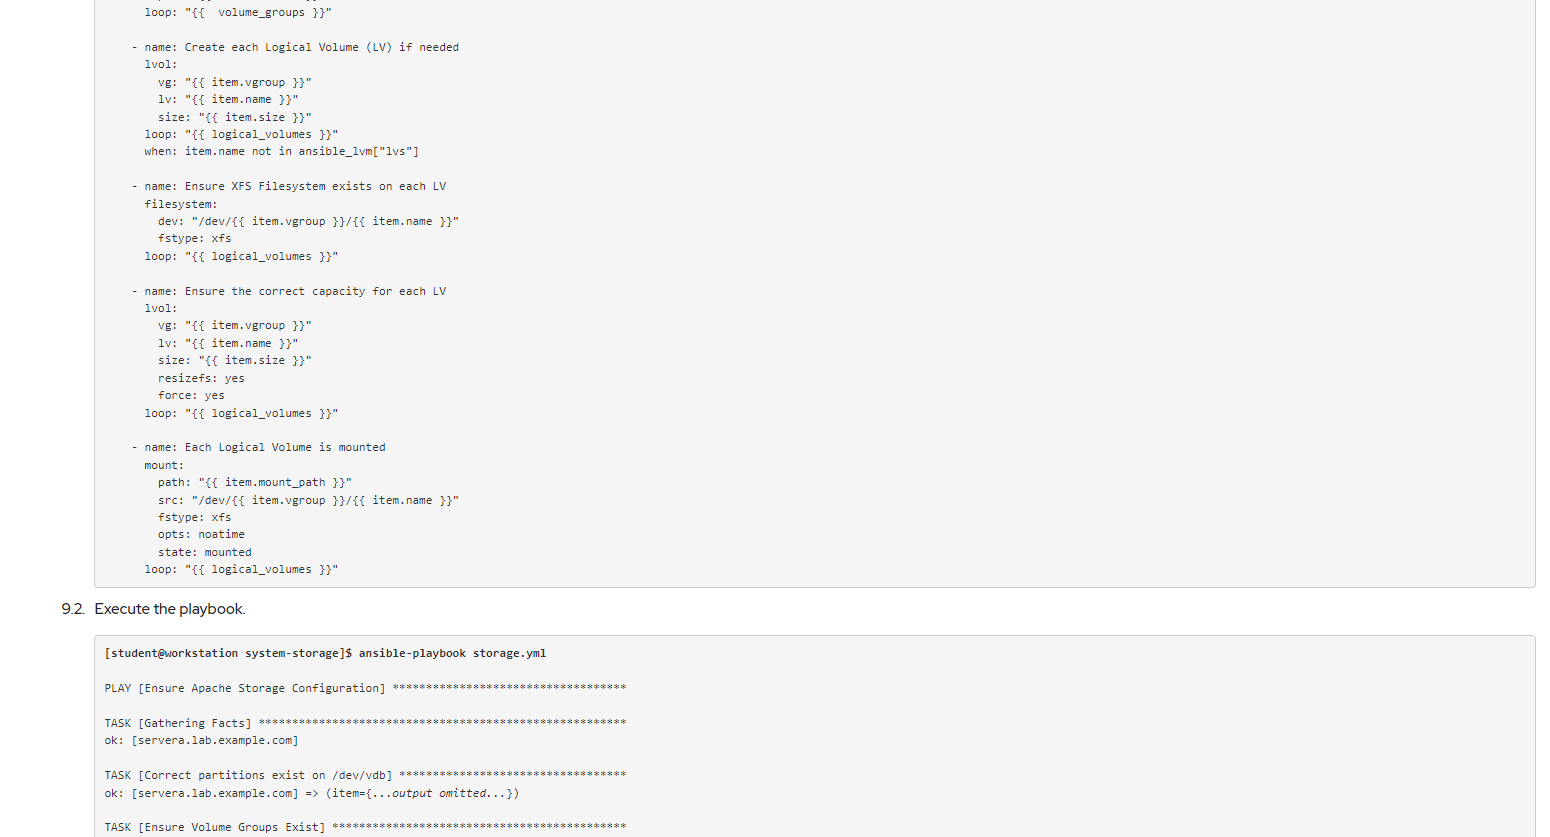 loop: "{{  volume_groups }}"
- name: Create each Logical Volume (LV) if needed
lvol:
vg: "{{ item.vgroup }}"
lv: "{{ item.name }}"
size: "{{ item.size }}"
loop: "{{ logical_volumes }}"
when: item.name not in ansible_lvm["lvs"]
- name: Ensure XFS Filesystem exists on each LV
filesystem:
dev: "/dev/{{ item.vgroup }}/{{ item.name }}"
fstype: xfs
loop: "{{ logical_volumes }}"
- name: Ensure the correct capacity for each LV
lvol:
vg: "{{ item.vgroup }}"
lv: "{{ item.name }}"
size: "{{ item.size }}"
resizefs: yes
force: yes
loop: "{{ logical_volumes }}"
- name: Each Logical Volume is mounted
mount:
path: "{{ item.mount_path }}"
src: "/dev/{{ item.vgroup }}/{{ item.name }}"
fstype: xfs
opts: noatime
state: mounted
loop: "{{ logical_volumes }}"
9.2. Execute the playbook.
[student@workstation system-storage]$ ansible-playbook storage.yml
PLAY [Ensure Apache Storage Configuration] ***********************************
TASK [Gathering Facts] *******************************************************
ok: [servera.lab.example.com]
TASK [Correct partitions exist on /dev/vdb] **********************************
ok: [servera.lab.example.com] => (item={...output omitted...})
TASK [Ensure Volume Groups Exist] ********************************************